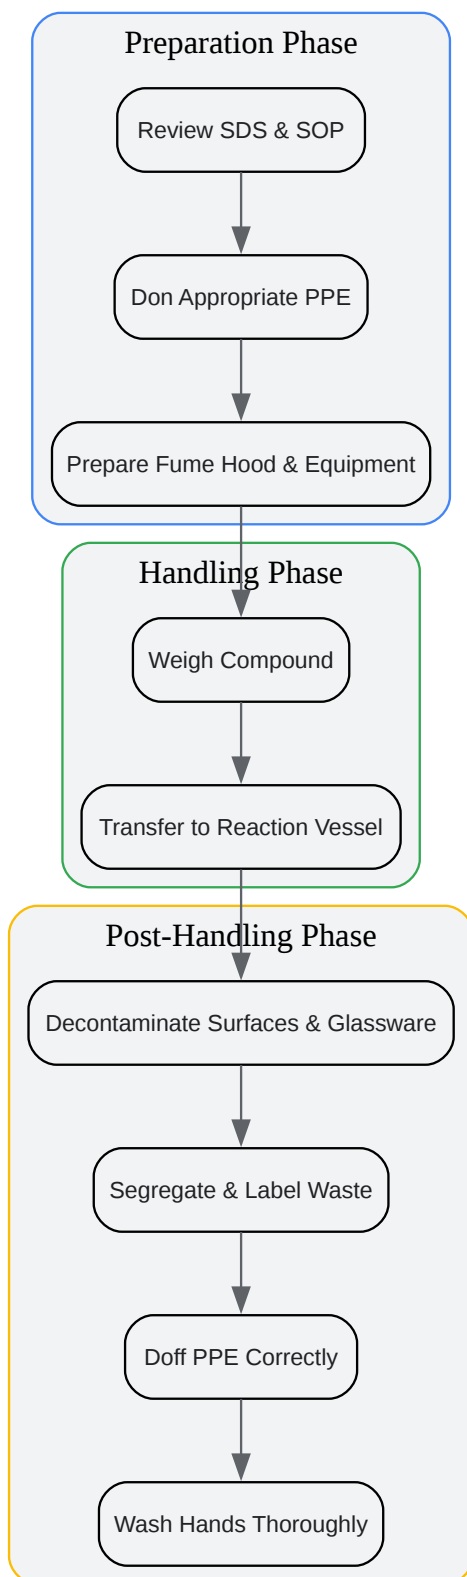 Preparation Phase
Review SDS & SOP
Don Appropriate PPE
Prepare Fume Hood & Equipment
Handling Phase
Weigh Compound
Transfer to Reaction Vessel
Post-Handling Phase
Decontaminate Surfaces & Glassware
Segregate & Label Waste
Doff PPE Correctly
Wash Hands Thoroughly